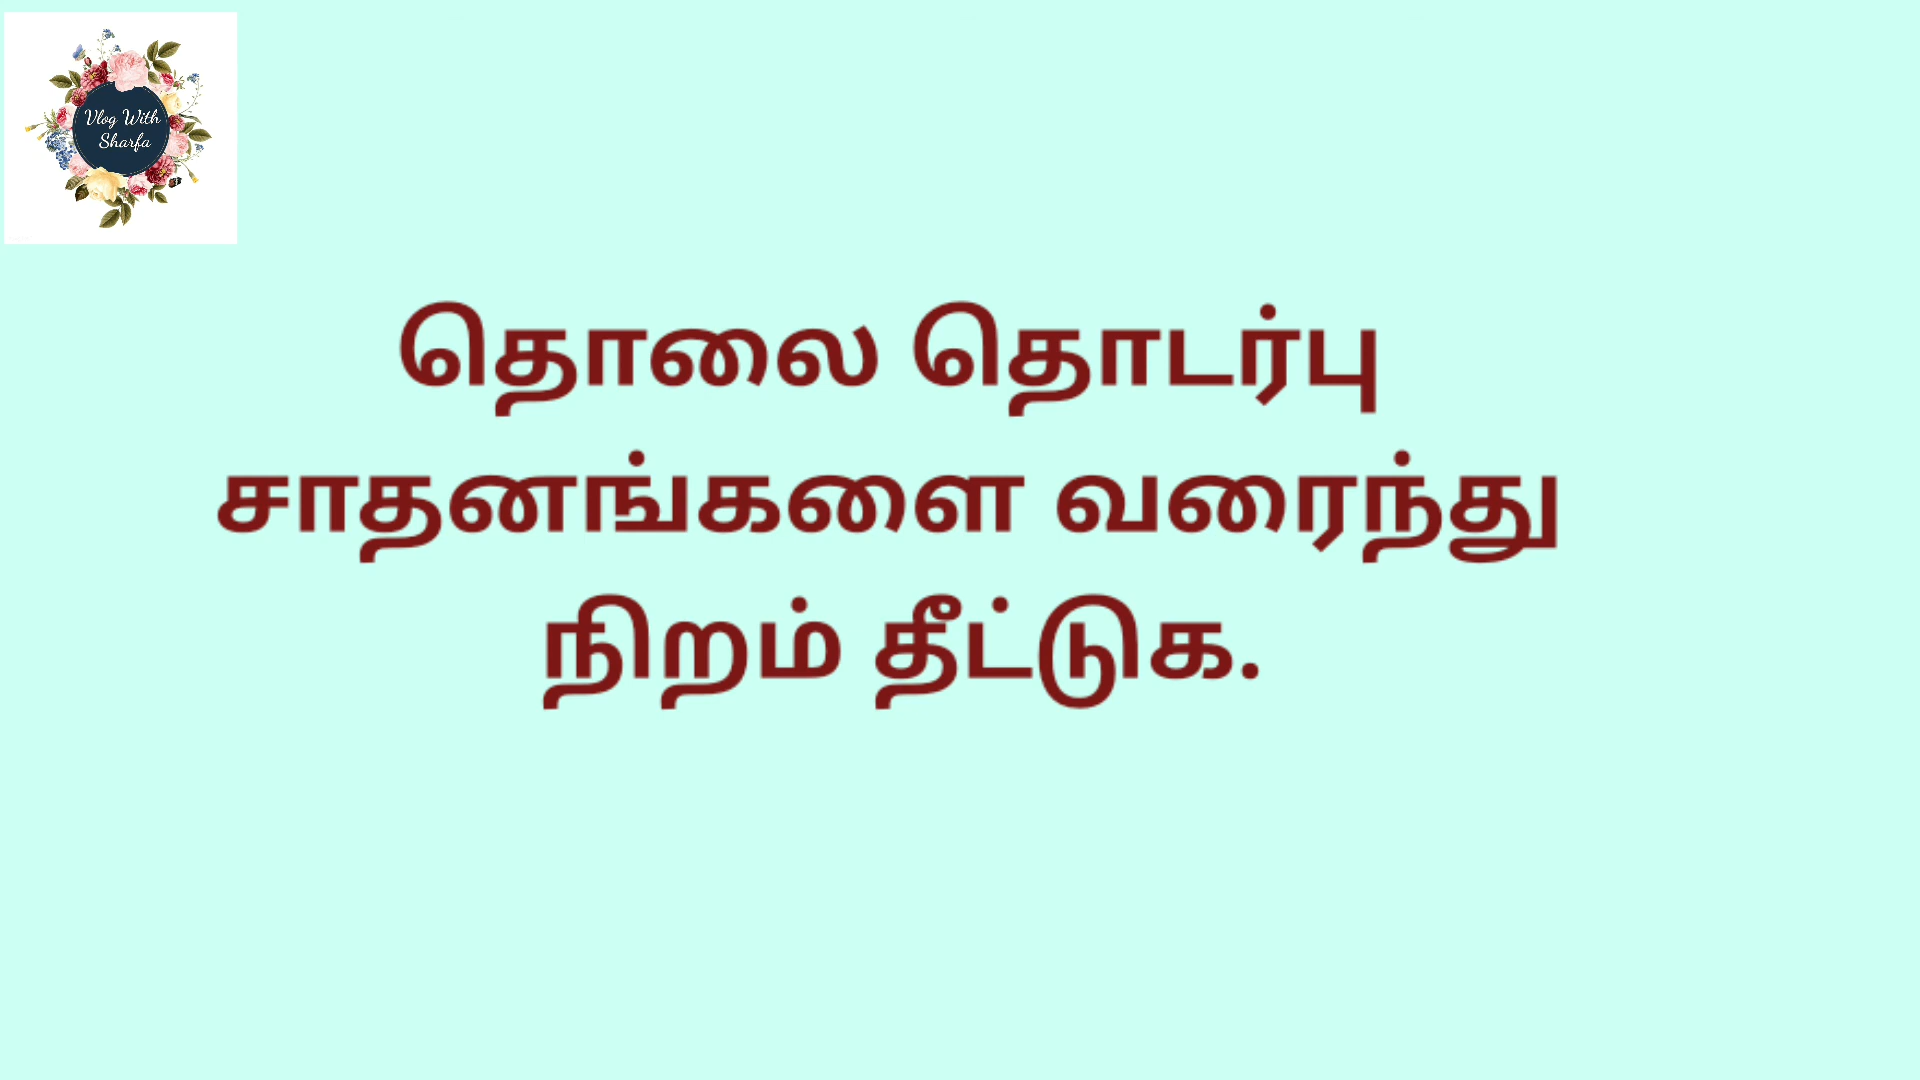 Vlog With
Sharfa
தொலை தொடர்பு
சாதனங்களை வரைந்து
நிறம் தீட்டுக.